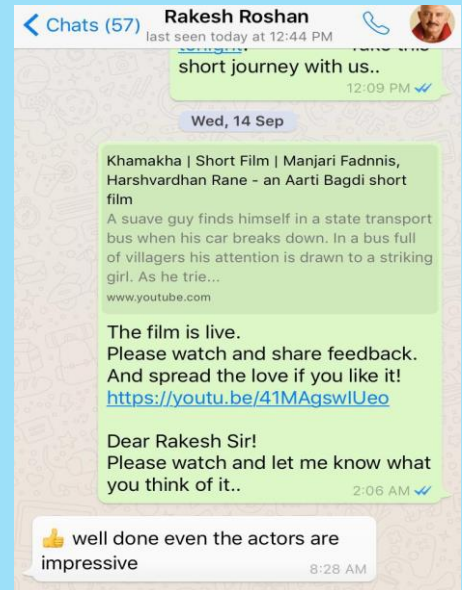 Chats (57)
Rakesh Roshan
last seen today at 12:44 PM
short journey with us..
12:09 PM
Wed, 14 Sep
Khamakha | Short Film | Manjari Fadnnis,
Harshvardhan Rane - an Aarti Bagdi short
film
A suave guy finds himself in a state transport
bus when his car breaks down. In a bus full
of villagers his attention is drawn to a striking
girl. As he trie...
www.youtube.com
The film is live.
Please watch and share feedback.
And spread the love if you like it!
https://youtu.be/41MAgswlUeo
Dear Rakesh Sir!
Please watch and let me know what
you think of it..
2:06 AM
👍 well done even the actors are
impressive
8:28 AM